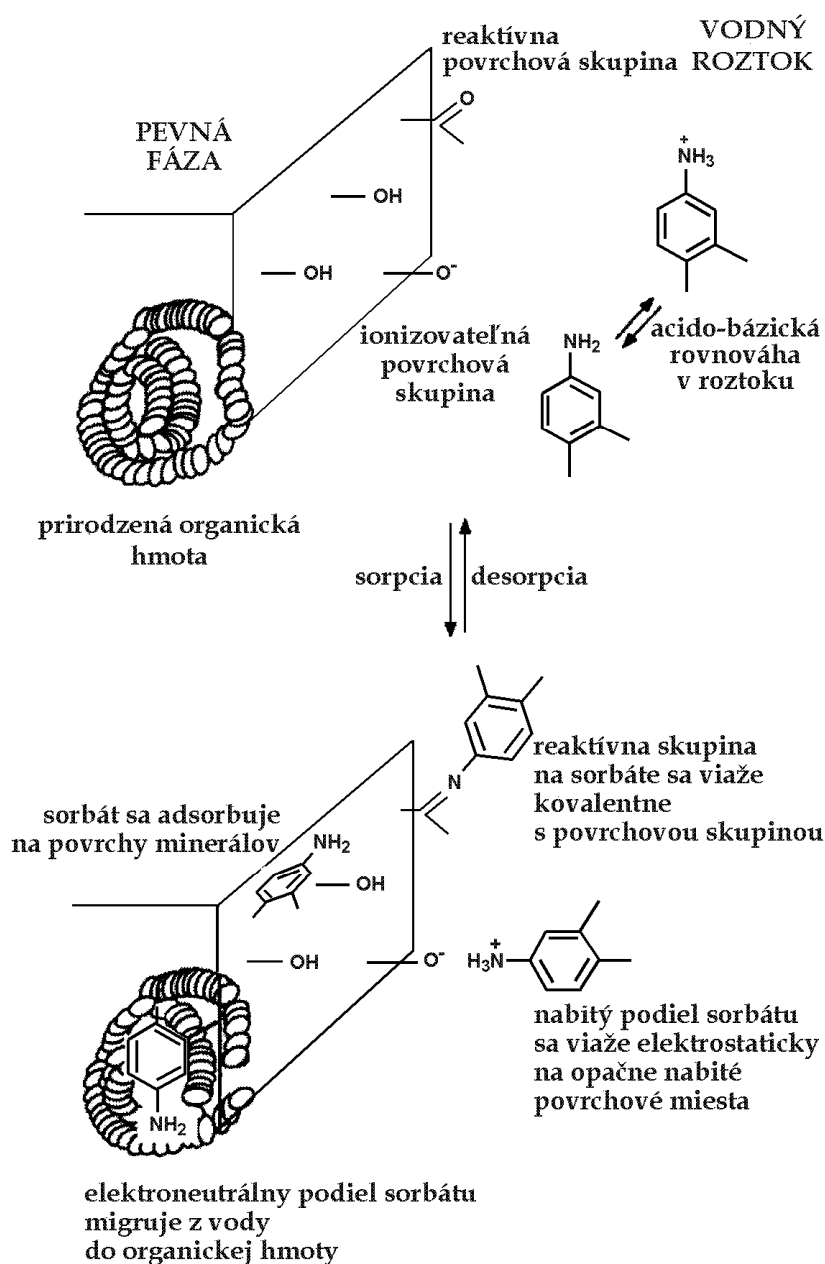 reaktívna
povrchová skupina
VODNÝ
ROZTOK
O
PEVNÁ
FÁZA
+
NH3
OH
OH
O-
ionizovateľná
povrchová
skupina
NH2
acido-bázická
rovnováha
v roztoku
prirodzená organická
hmota
sorpcia
desorpcia
N
reaktívna skupina
na sorbáte sa viaže
kovalentne
s povrchovou skupinou
sorbát sa adsorbuje
na povrchy minerálov
NH2
OH
OH
O-
+
H3N
nabitý podiel sorbátu
sa viaže elektrostaticky
na opačne nabité
povrchové miesta
NH2
elektroneutrálny podiel sorbátu
migruje z vody
do organickej hmoty